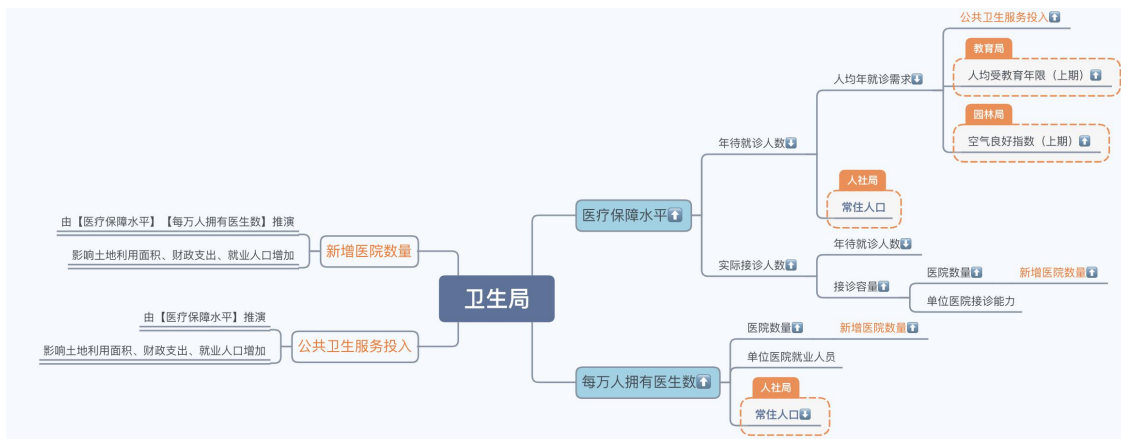 公共卫生服务投入⬆
教育局
人均受教育年限（上期）⬆
人均年就诊需求⬇
园林局
空气良好指数（上期）⬆
年待就诊人数⬇
人社局
常住人口
医疗保障水平⬆
年待就诊人数⬇
实际接诊人数⬆
接诊容量⬆
医院数量⬆
新增医院数量⬆
单位医院接诊能力
由【医疗保障水平】【每万人拥有医生数】推演
新增医院数量
影响土地利用面积、财政支出、就业人口增加
卫生局
由【医疗保障水平】推演
公共卫生服务投入
影响土地利用面积、财政支出、就业人口增加
医院数量⬆
新增医院数量⬆
单位医院就业人员
每万人拥有医生数⬆
人社局
常住人口⬇